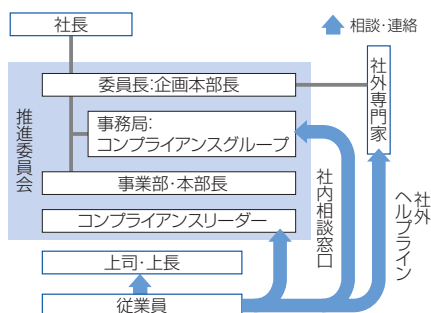 社長
相談・連絡
推進委員会
委員長:企画本部長
社外専門家
事務局:
コンプライアンスグループ
事業部・本部長
コンプライアンスリーダー
社内相談窓口
社外
ヘルプライン
上司・上長
従業員